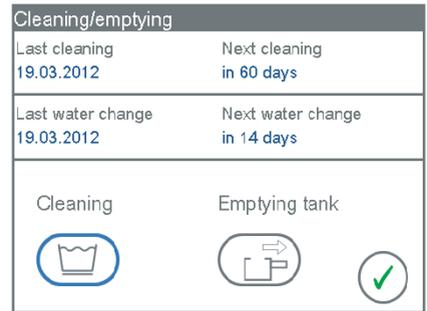 Cleaning/emptying
Last cleaning Next cleaning
19.03.2012 in 60 days
Last water change Next water change
19.03.2012 in 14 days
Cleaning Emptying tank